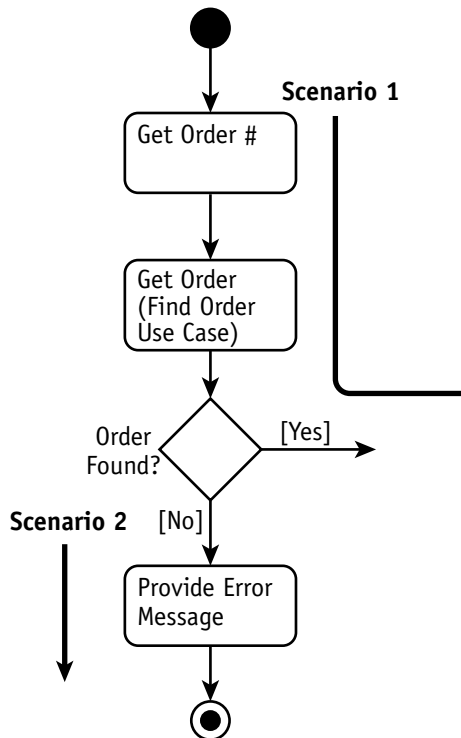 Scenario 1
Get Order #
Get Order
(Find Order
Use Case)
Order
Found?
[Yes]
Scenario 2
[No]
Provide Error
Message